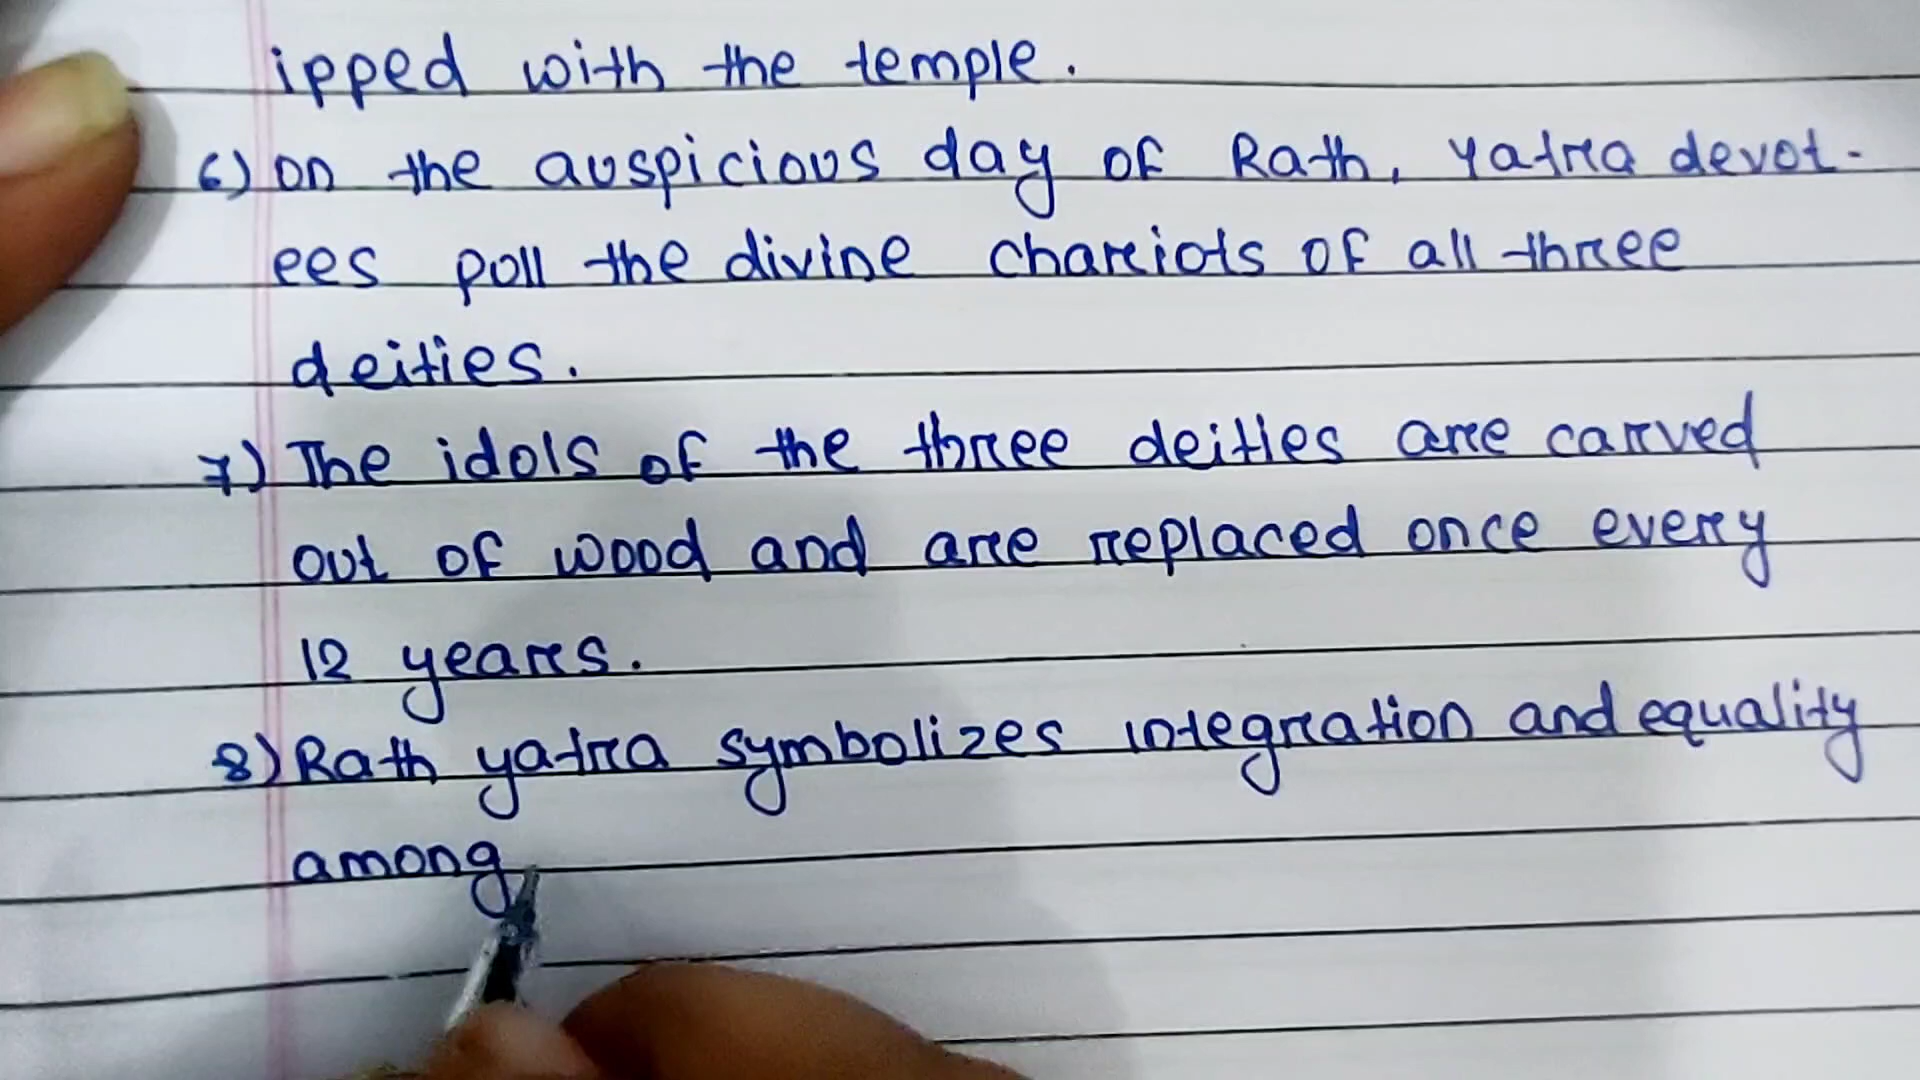 ipped with the temple.
6) On the auspicious day of Rath, Yatra devot-
ees pull the divine chariots of all three
deities.
7) The idols of the three deities are carved
out of wood and are replaced once every
12 years.
8) Rath yatra symbolizes integration and equality
among